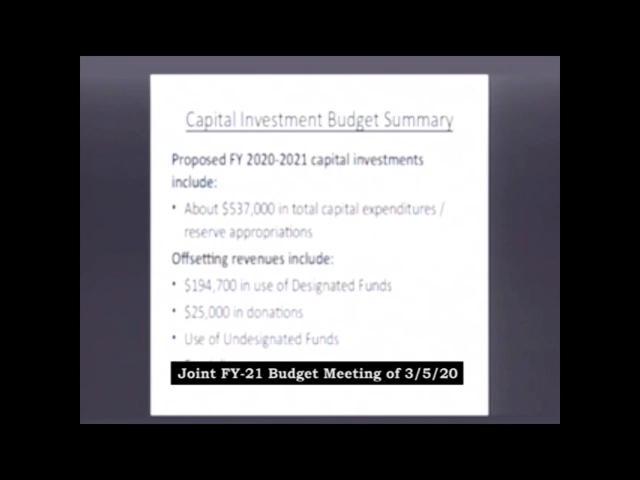 Capital Investment Budget Summary
Proposed FY 2020-2021 capital investments
include:
• About $537,000 in total capital expenditures /
reserve appropriations
Offsetting revenues include:
• $194,700 in use of Designated Funds
• $25,000 in donations
• Use of Undesignated Funds
Joint FY-21 Budget Meeting of 3/5/20